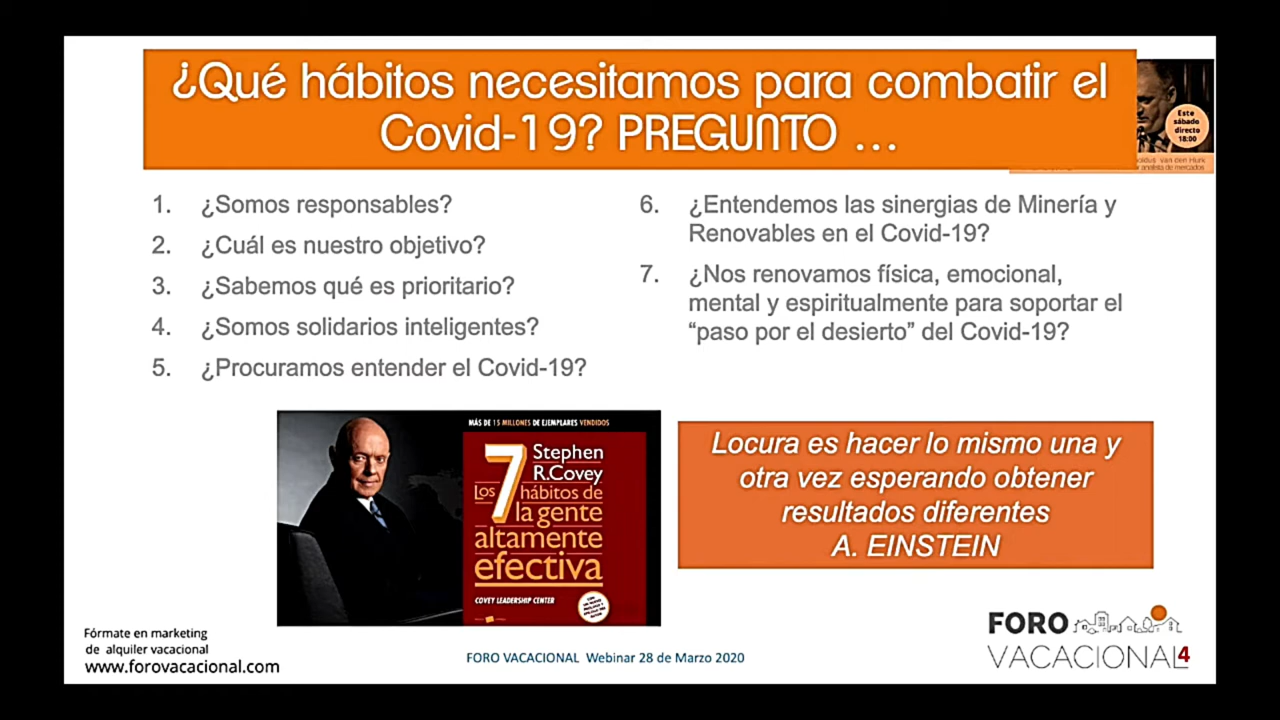 ¿Qué hábitos necesitamos para combatir el
Covid-19? PREGUNTO ...
Este
sábado
directo
18:00
van den Hurk
analista de mercados
1. ¿Somos responsables?
2. ¿Cuál es nuestro objetivo?
3. ¿Sabemos qué es prioritario?
4. ¿Somos solidarios inteligentes?
5. ¿Procuramos entender el Covid-19?
6. ¿Entendemos las sinergias de Minería y
Renovables en el Covid-19?
7. ¿Nos renovamos física, emocional,
mental y espiritualmente para soportar el
“paso por el desierto” del Covid-19?
MÁS DE 15 MILLONES DE EJEMPLARES VENDIDOS
Stephen
R.Covey
Los 7 hábitos de
la gente
altamente
efectiva
COVEY LEADERSHIP CENTER
Locura es hacer lo mismo una y
otra vez esperando obtener
resultados diferentes
A. EINSTEIN
Fórmate en marketing
de alquiler vacacional
www.forovacacional.com
FORO VACACIONAL Webinar 28 de Marzo 2020
FORO
VACACIONAL
4